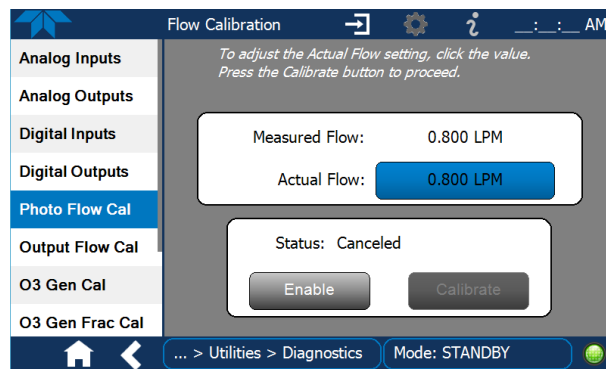 Flow Calibration
__:__:__ AM
Analog Inputs
Analog Outputs
Digital Inputs
Digital Outputs
Photo Flow Cal
Output Flow Cal
O3 Gen Cal
O3 Gen Frac Cal
To adjust the Actual Flow setting, click the value.
Press the Calibrate button to proceed.
Measured Flow: 0.800 LPM
Actual Flow: 0.800 LPM
Status: Canceled
Enable
Calibrate
... > Utilities > Diagnostics
Mode: STANDBY